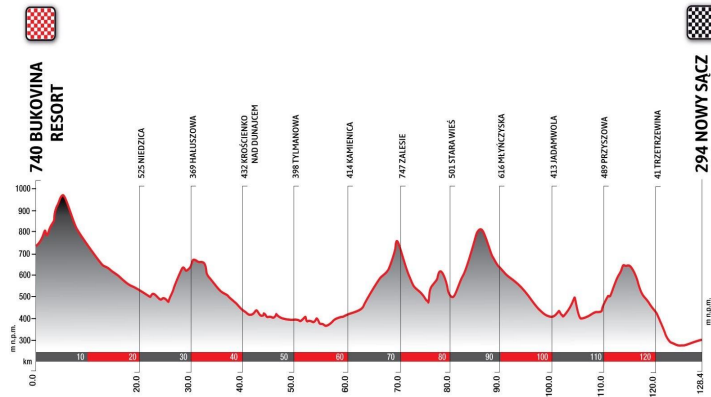 740 BUKOVINA
RESORT
525 NIEDZICA
369 HAŁUSZOWA
432 KROŚCIENKO
NAD DUNAJCEM
398 TYLMANOWA
414 KAMIENICA
747 ZALESIE
501 STARA WIEŚ
616 MŁYŃCZYSKA
413 JADAMWOLA
489 PRZYSZOWA
41 TRZETRZEWINA
294 NOWY SĄCZ
1000
900
800
700
600
500
400
300
m n.p.m.
m n.p.m.
km
10 20 30 40 50 60 70 80 90 100 110 120
0.0 20.0 30.0 40.0 50.0 60.0 70.0 80.0 90.0 100.0 110.0 120.0 128.4